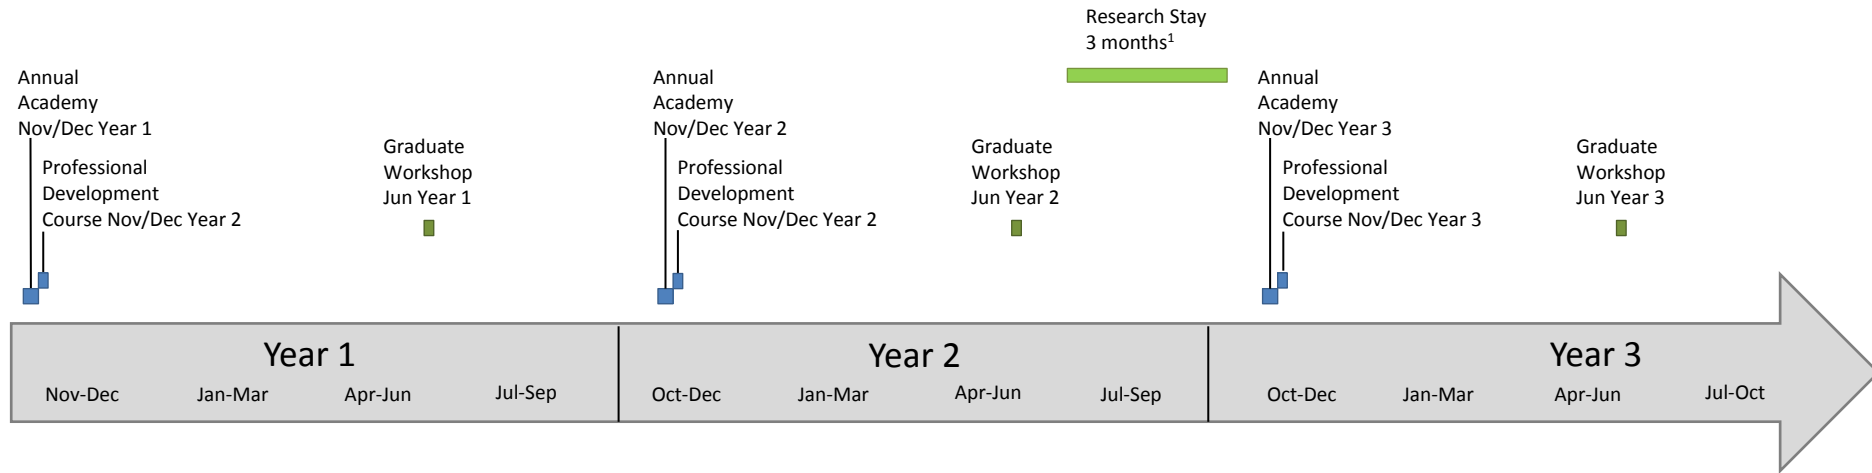 Research Stay
3 months¹
Annual
Academy
Nov/Dec Year 1
Professional
Development
Course Nov/Dec Year 2
Graduate
Workshop
Jun Year 1
Annual
Academy
Nov/Dec Year 2
Professional
Development
Course Nov/Dec Year 2
Graduate
Workshop
Jun Year 2
Annual
Academy
Nov/Dec Year 3
Professional
Development
Course Nov/Dec Year 3
Graduate
Workshop
Jun Year 3
Year 1
Nov-Dec
Jan-Mar
Apr-Jun
Jul-Sep
Year 2
Oct-Dec
Jan-Mar
Apr-Jun
Jul-Sep
Year 3
Oct-Dec
Jan-Mar
Apr-Jun
Jul-Oct